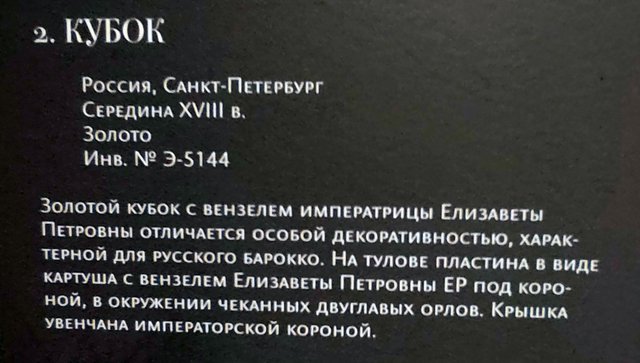 2. КУБОК
Россия, Санкт-Петербург
Середина XVIII в.
Золото
Инв. № Э-5144
Золотой кубок с вензелем императрицы Елизаветы
Петровны отличается особой декоративностью, харак-
терной для русского барокко. На тулове пластина в виде
картуша с вензелем Елизаветы Петровны ЕР под коро-
ной, в окружении чеканных двуглавых орлов. Крышка
увенчана императорской короной.